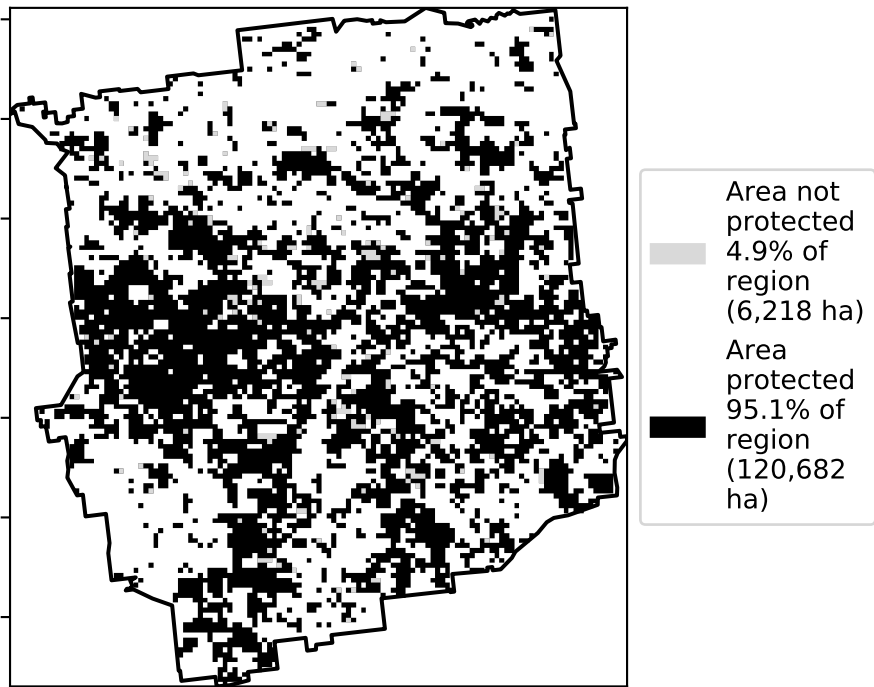 Area not
protected
4.9% of
region
(6,218 ha)
Area
protected
95.1% of
region
(120,682
ha)